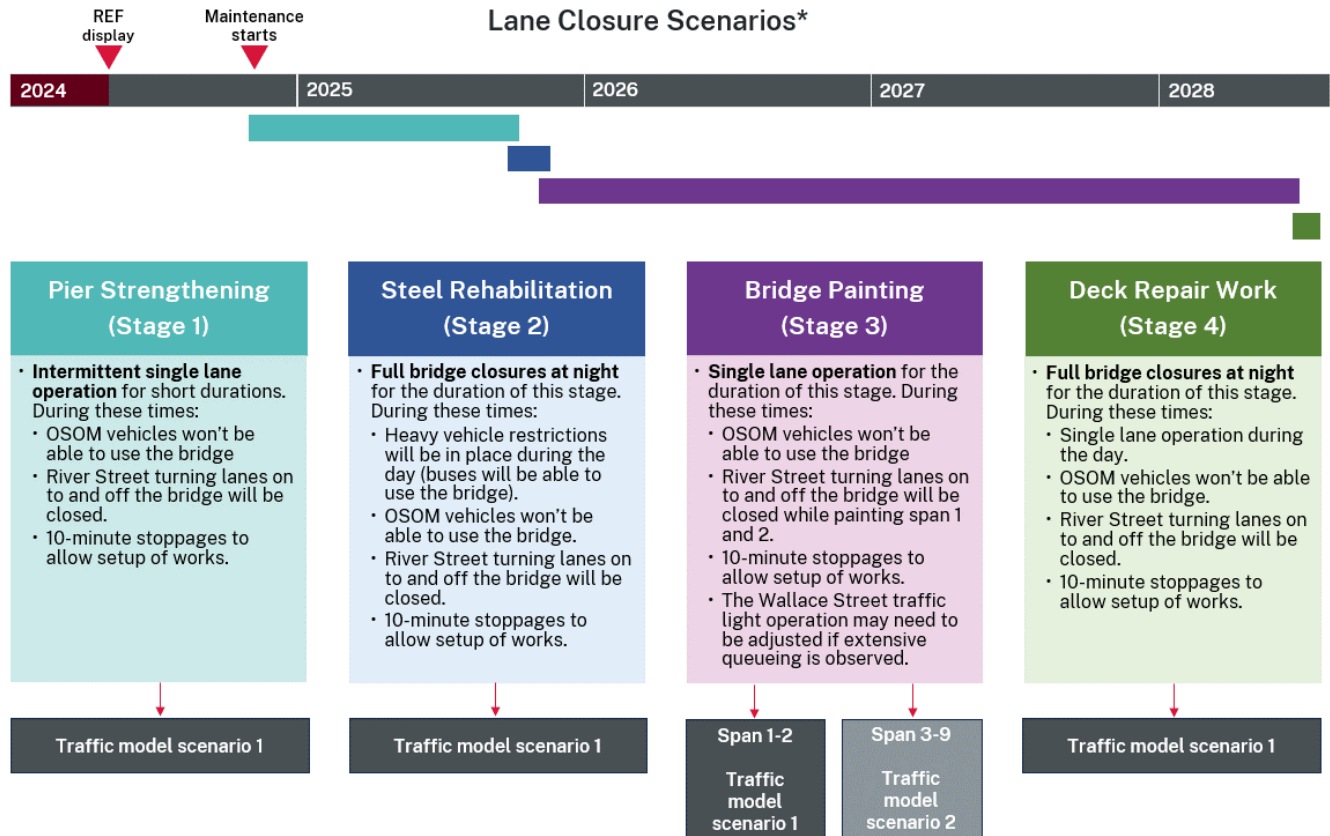 REF
display
Maintenance
starts
Lane Closure Scenarios*
2024
2025
2026
2027
2028
Pier Strengthening
(Stage 1)
• Intermittent single lane
operation for short durations.
During these times:
• OSOM vehicles won't be
able to use the bridge
• River Street turning lanes on
to and off the bridge will be
closed.
• 10-minute stoppages to
allow setup of works.
Traffic model scenario 1
Steel Rehabilitation
(Stage 2)
• Full bridge closures at night
for the duration of this stage.
During these times:
• Heavy vehicle restrictions
will be in place during the
day (buses will be able to
use the bridge).
• OSOM vehicles won't be
able to use the bridge.
• River Street turning lanes on
to and off the bridge will be
closed.
• 10-minute stoppages to
allow setup of works.
Traffic model scenario 1
Bridge Painting
(Stage 3)
• Single lane operation for the
duration of this stage. During
these times:
• OSOM vehicles won't be
able to use the bridge
• River Street turning lanes on
to and off the bridge will be
closed while painting span 1
and 2.
• 10-minute stoppages to
allow setup of works.
• The Wallace Street traffic
light operation may need to
be adjusted if extensive
queueing is observed.
Span 1-2
Traffic
model
scenario 1
Span 3-9
Traffic
model
scenario 2
Deck Repair Work
(Stage 4)
• Full bridge closures at night
for the duration of this stage.
During these times:
• Single lane operation during
the day.
• OSOM vehicles won't be able
to use the bridge.
• River Street turning lanes on
to and off the bridge will be
closed.
• 10-minute stoppages to
allow setup of works.
Traffic model scenario 1